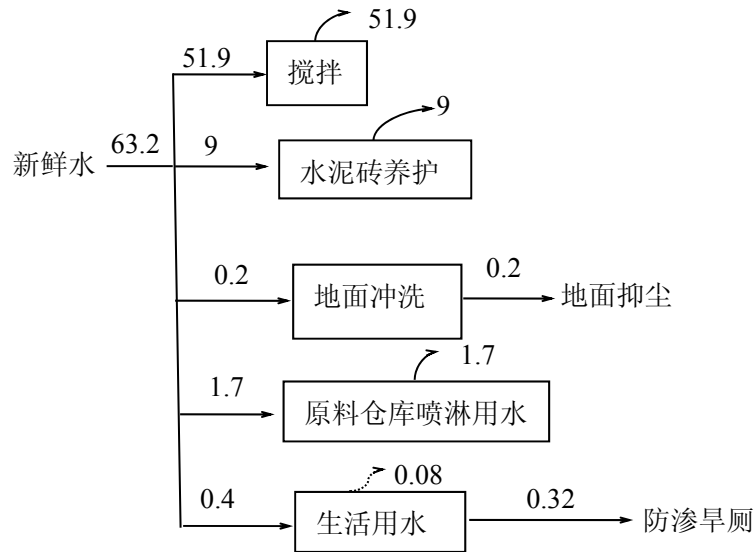 51.9
51.9
搅拌
9
新鲜水
63.2
9
水泥砖养护
0.2
地面冲洗
0.2
地面抑尘
1.7
1.7
原料仓库喷淋用水
0.08
0.4
生活用水
0.32
防渗旱厕